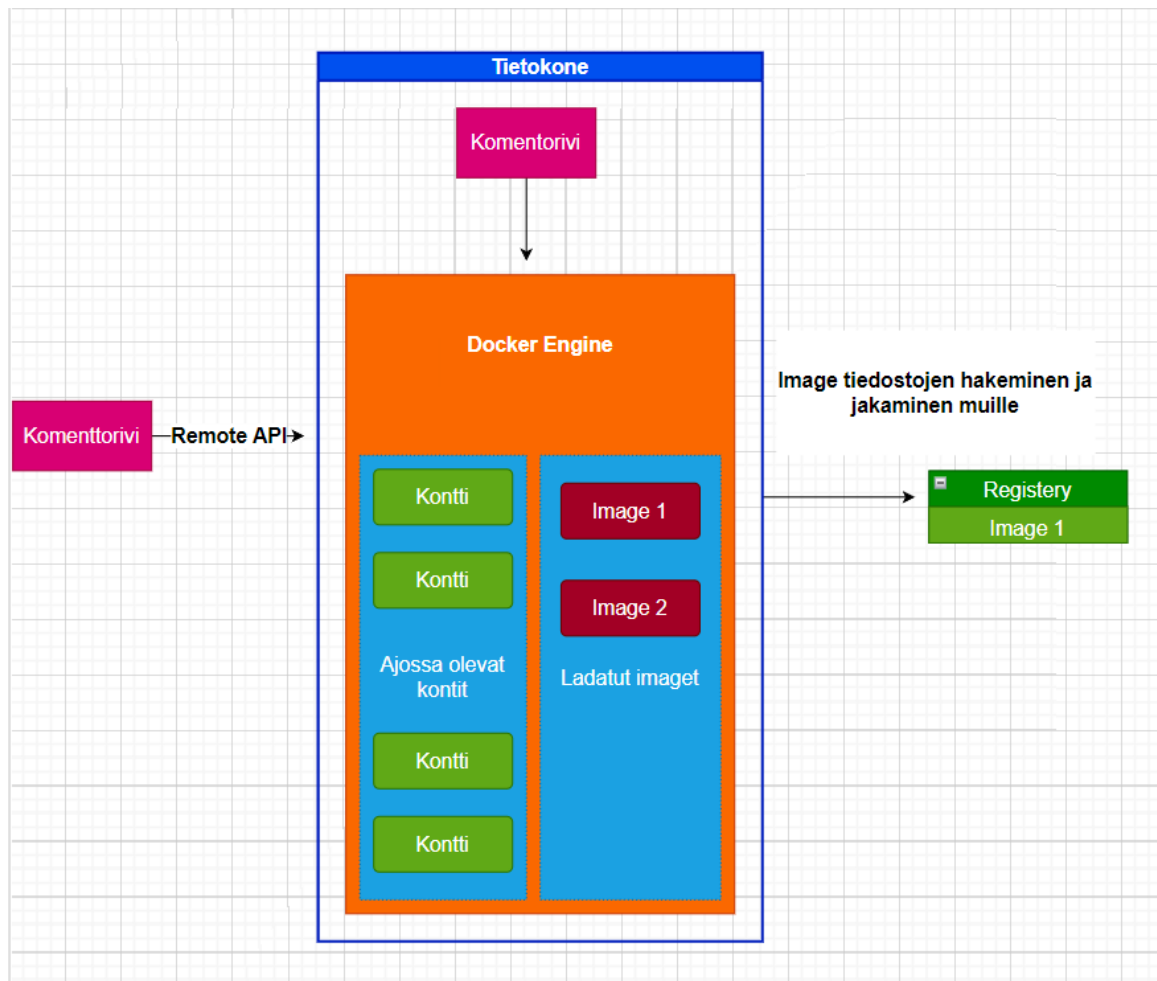 Tietokone
Komentorivi
Docker Engine
Image tiedostojen hakeminen ja
jakaminen muille
Komenttorivi
Remote API
Kontti
Kontti
Ajossa olevat
kontit
Kontti
Kontti
Image 1
Image 2
Ladatut imaget
Registery
Image 1